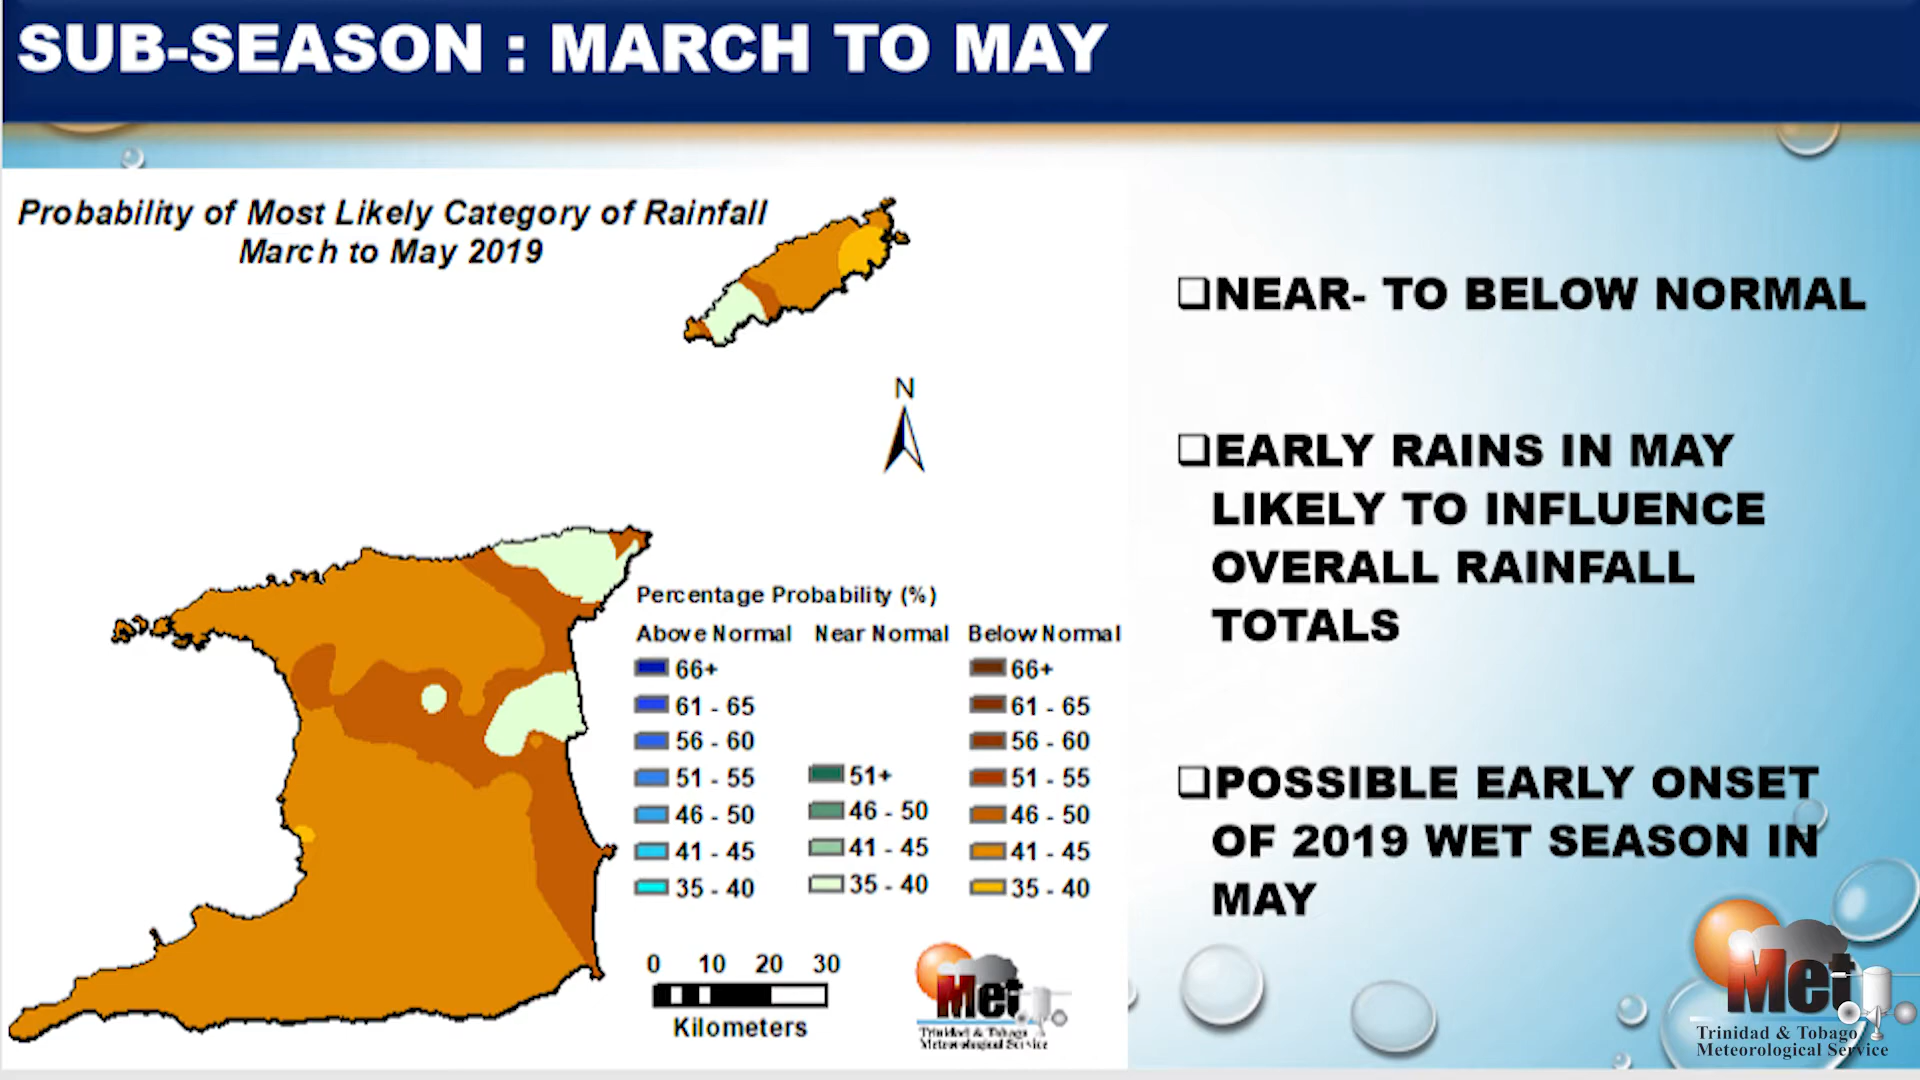 SUB-SEASON : MARCH TO MAY
Probability of Most Likely Category of Rainfall
March to May 2019
N
Percentage Probability (%)
Above Normal Near Normal Below Normal
66+ 66+
61 - 65 61 - 65
56 - 60 56 - 60
51 - 55 51+ 51 - 55
46 - 50 46 - 50 46 - 50
41 - 45 41 - 45 41 - 45
35 - 40 35 - 40 35 - 40
0 10 20 30
Kilometers
Met
Trinidad & Tobago
Meteorological Service
❑NEAR- TO BELOW NORMAL
❑EARLY RAINS IN MAY
LIKELY TO INFLUENCE
OVERALL RAINFALL
TOTALS
❑POSSIBLE EARLY ONSET
OF 2019 WET SEASON IN
MAY
Met
Trinidad & Tobago
Meteorological Service